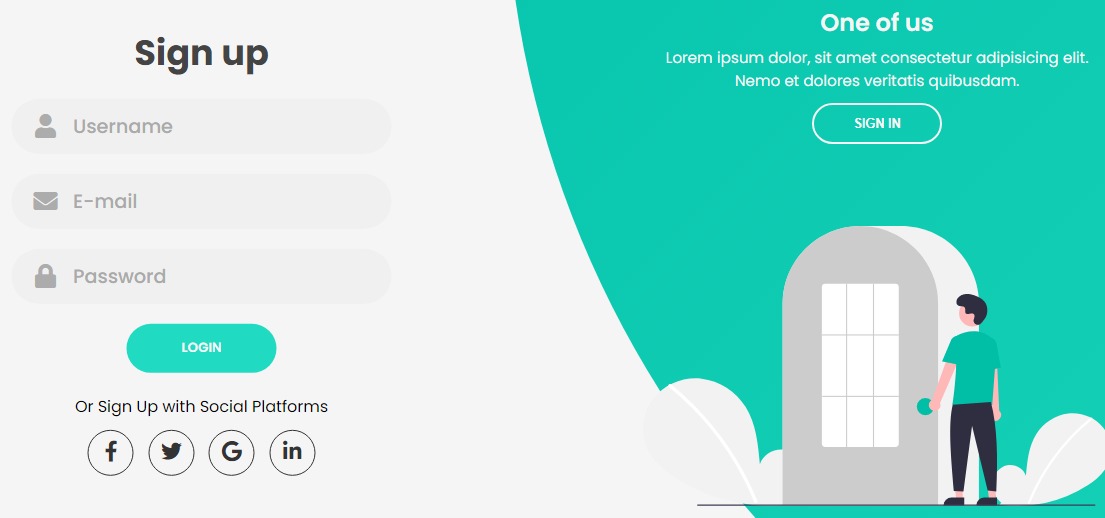 Sign up
Username
E-mail
Password
LOGIN
Or Sign Up with Social Platforms
One of us
Lorem ipsum dolor, sit amet consectetur adipisicing elit.
Nemo et dolores veritatis quibusdam.
SIGN IN